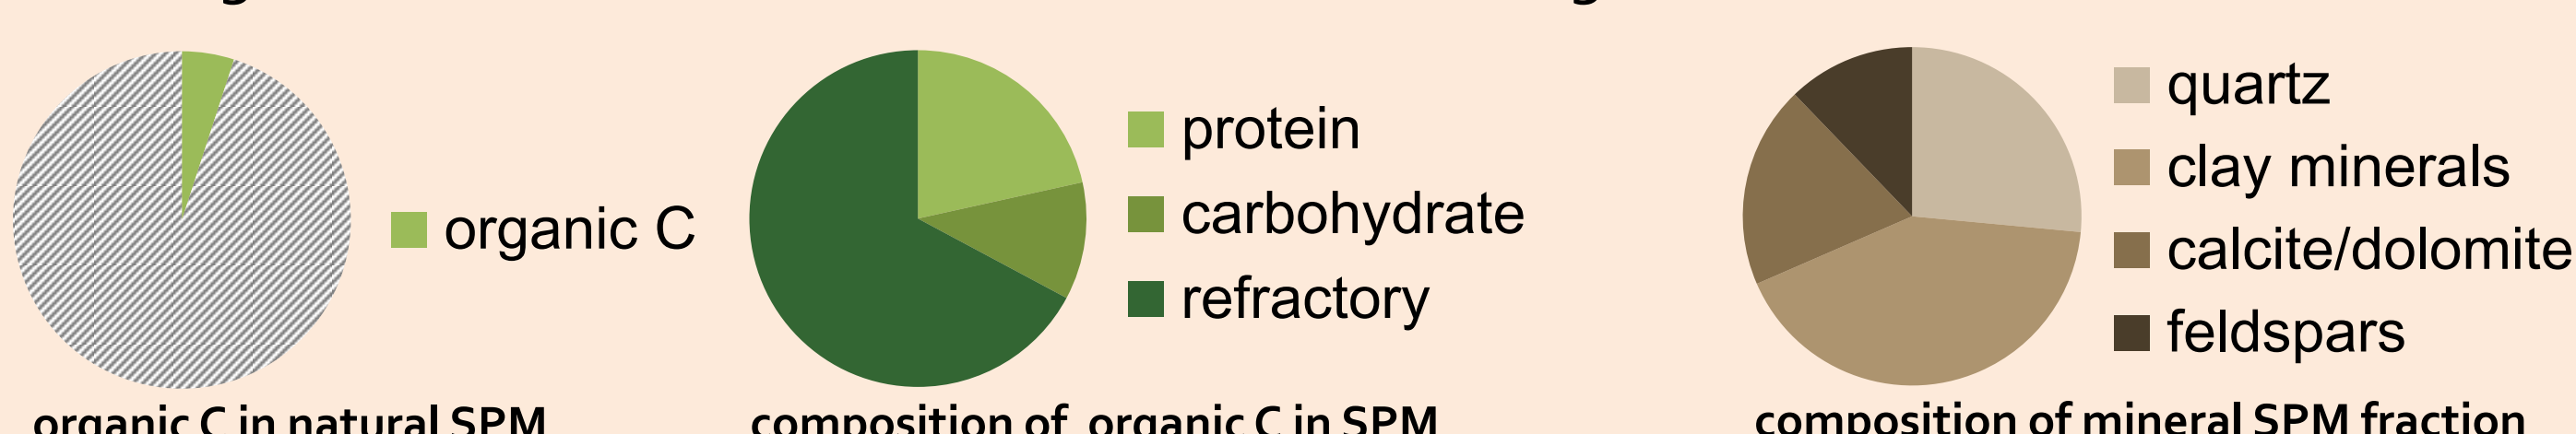 organic C
organic C in natural SPM
protein
carbohydrate
refractory
composition of organic C in SPM
quartz
clay minerals
calcite/dolomite
feldspars
composition of mineral SPM fraction